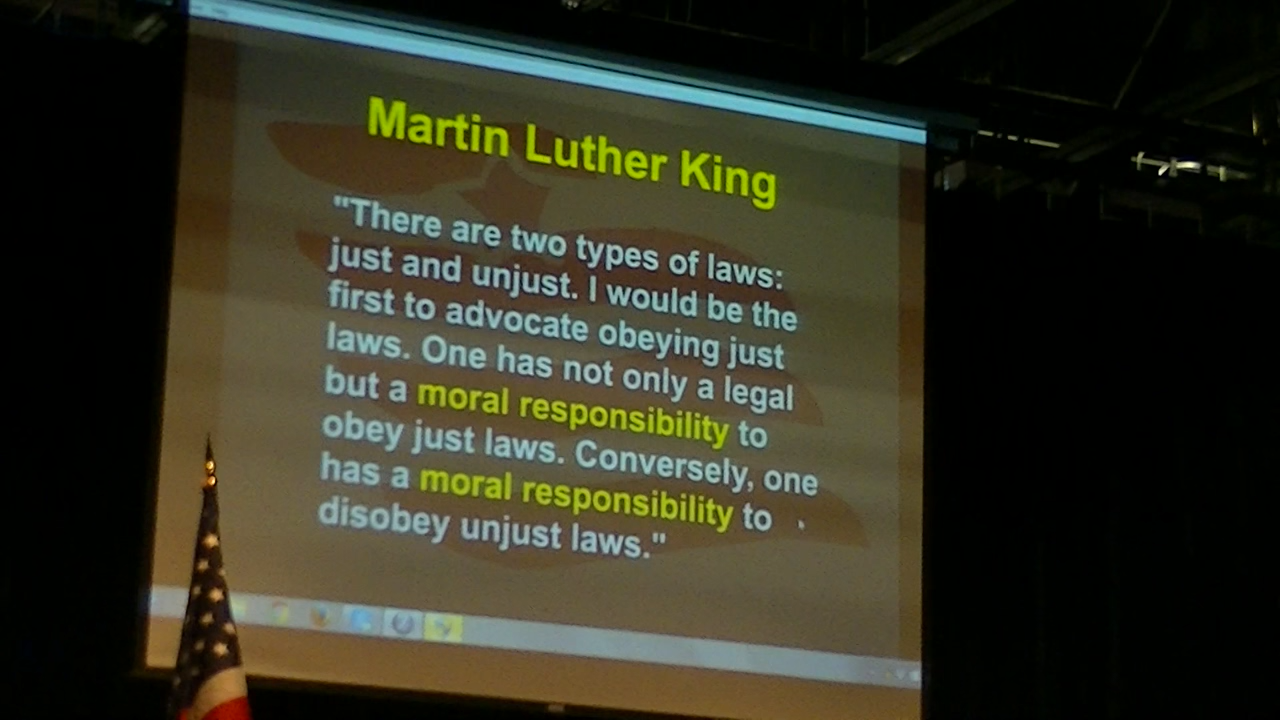 Martin Luther King
"There are two types of laws:
just and unjust. I would be the
first to advocate obeying just
laws. One has not only a legal
but a moral responsibility to
obey just laws. Conversely, one
has a moral responsibility to
disobey unjust laws."